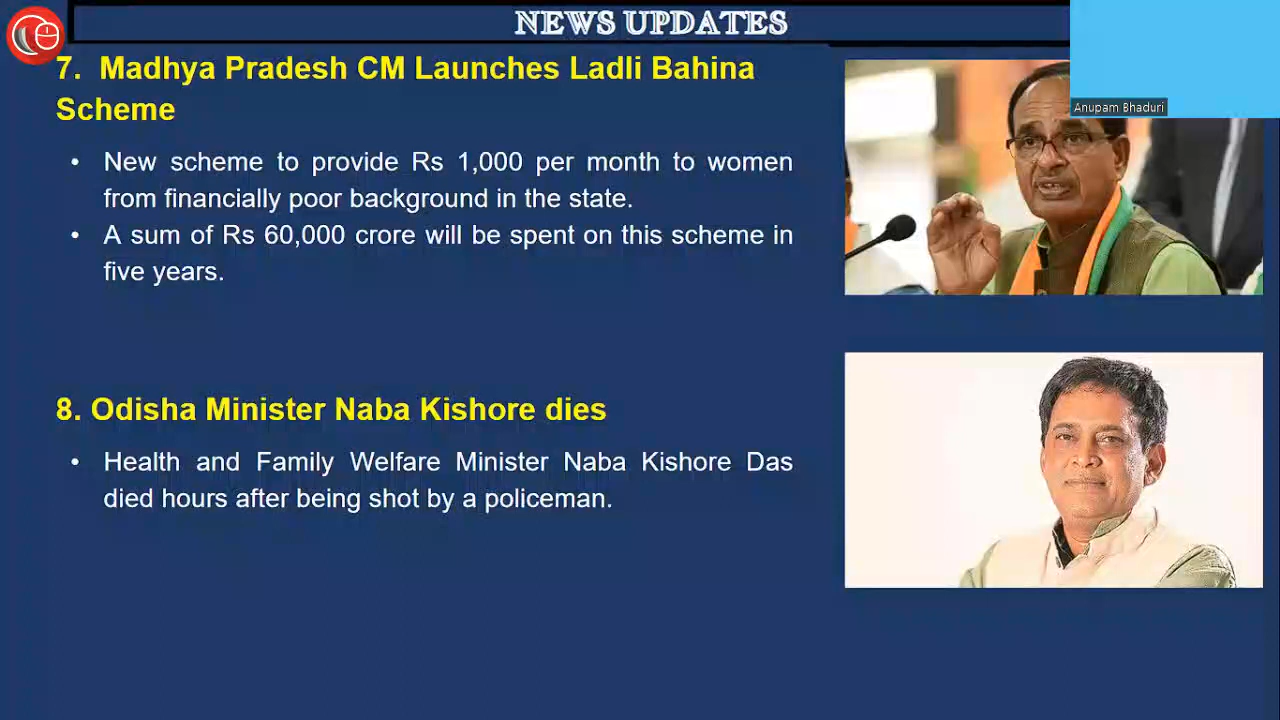 NEWS UPDATES
Anupam Bhaduri
7. Madhya Pradesh CM Launches Ladli Bahina
Scheme
• New scheme to provide Rs 1,000 per month to women
from financially poor background in the state.
• A sum of Rs 60,000 crore will be spent on this scheme in
five years.
8. Odisha Minister Naba Kishore dies
• Health and Family Welfare Minister Naba Kishore Das
died hours after being shot by a policeman.